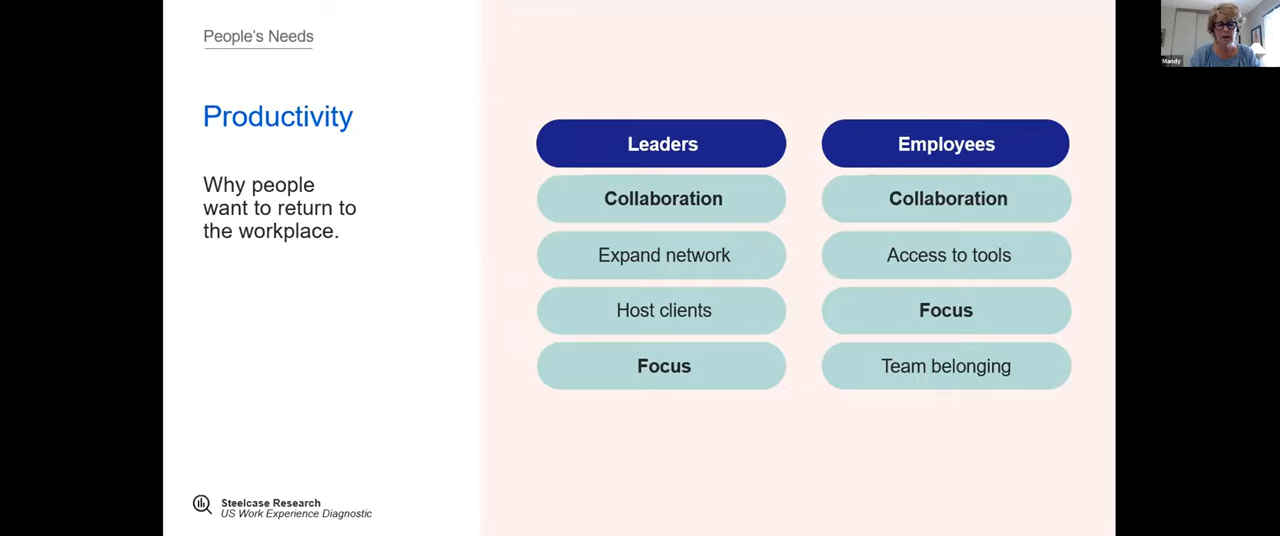 People's Needs
Productivity
Why people
want to return to
the workplace.
Leaders
Collaboration
Expand network
Host clients
Focus
Employees
Collaboration
Access to tools
Focus
Team belonging
Steelcase Research
US Work Experience Diagnostic
Mandy